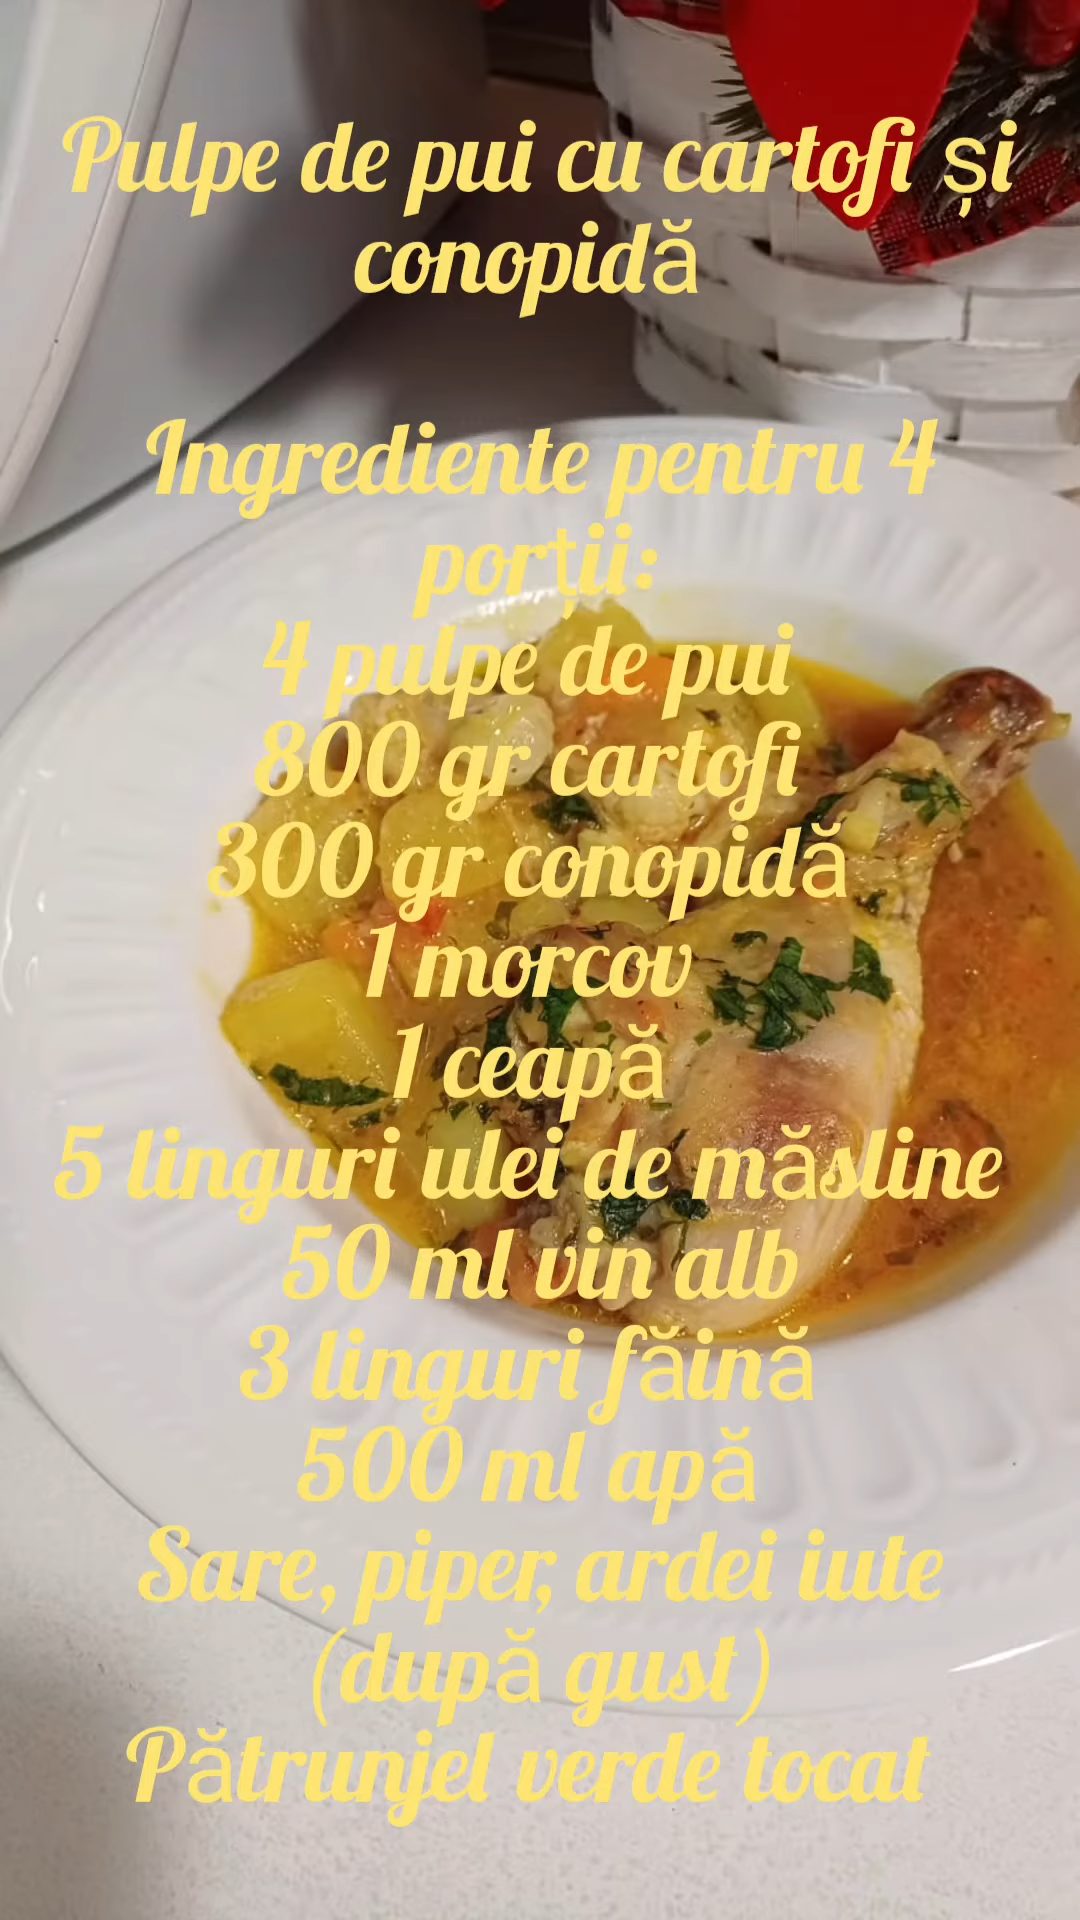 Pulpe de pui cu cartofi și
conopidă
Ingrediente pentru 4
porții:
4 pulpe de pui
800 gr cartofi
300 gr conopidă
1 morcov
1 ceapă
5 linguri ulei de măsline
50 ml vin alb
3 linguri făină
500 ml apă
Sare, piper, ardei iute
(după gust)
Pătrunjel verde tocat